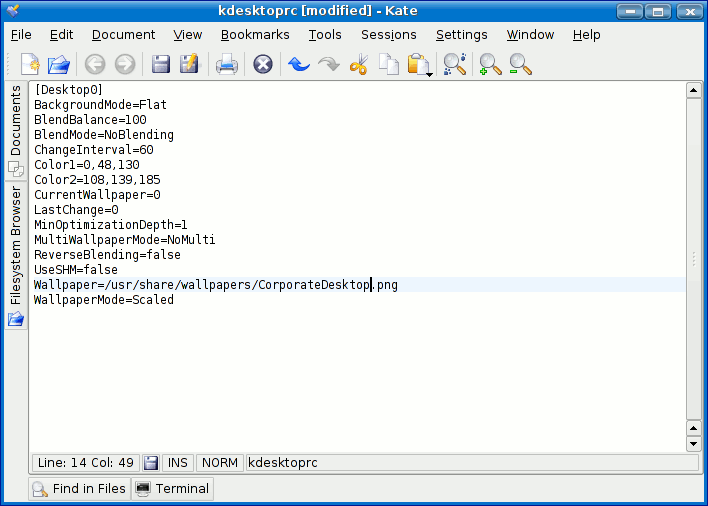 kdesktoprc [modified] - Kate
File Edit Document View Bookmarks Tools Sessions Settings Window Help
Documents
Filesystem Browser
[Desktop0]
BackgroundMode=Flat
BlendBalance=100
BlendMode=NoBlending
ChangeInterval=60
Color1=0,48,130
Color2=108,139,185
CurrentWallpaper=0
LastChange=0
MinOptimizationDepth=1
MultiWallpaperMode=NoMulti
ReverseBlending=false
UseSHM=false
Wallpaper=/usr/share/wallpapers/CorporateDesktop.png
WallpaperMode=Scaled
Line: 14 Col: 49 INS NORM kdesktoprc
Find in Files Terminal